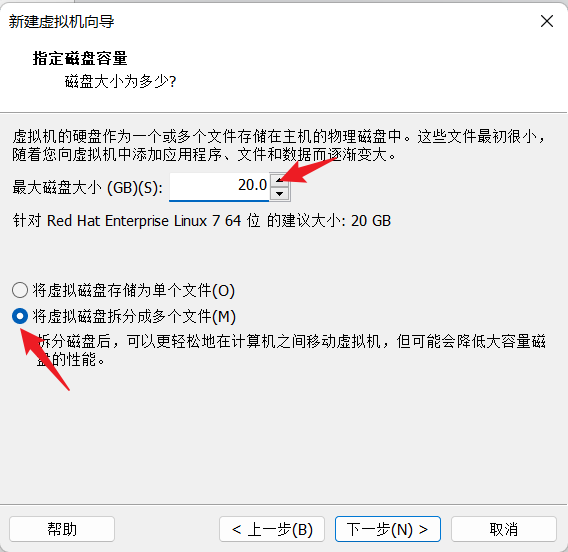 新建虚拟机向导
指定磁盘容量
磁盘大小为多少?
虚拟机的硬盘作为一个或多个文件存储在主机的物理磁盘中。这些文件最初很小，
随着您向虚拟机中添加应用程序、文件和数据而逐渐变大。
最大磁盘大小 (GB)(S): 20.0
针对 Red Hat Enterprise Linux 7 64 位 的建议大小: 20 GB
将虚拟磁盘存储为单个文件(O)
将虚拟磁盘拆分成多个文件(M)
拆分磁盘后，可以更轻松地在计算机之间移动虚拟机，但可能会降低大容量磁
盘的性能。
帮助 < 上一步(B) 下一步(N) > 取消